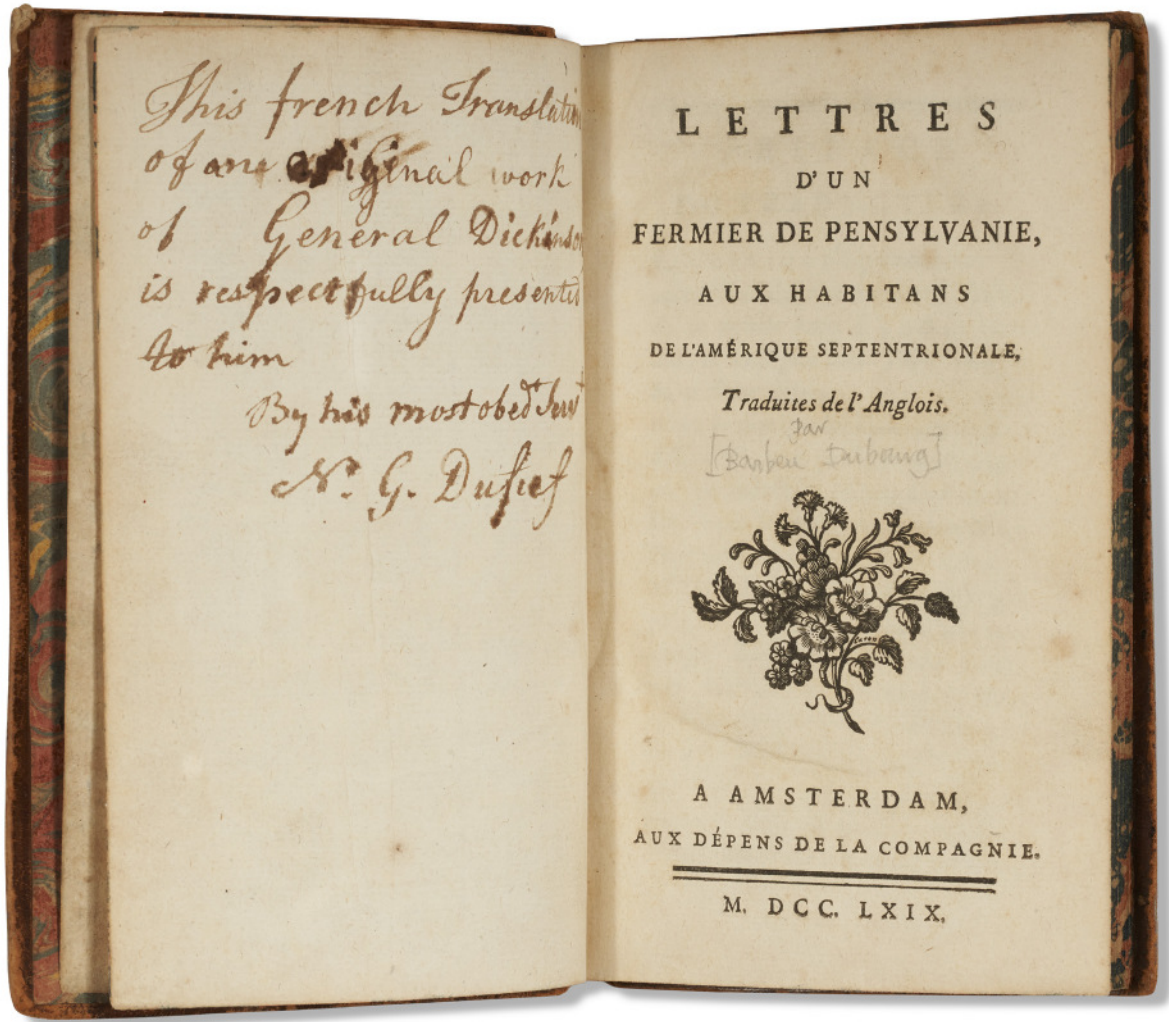 This french Translation
of an original work
of General Dickinson
is respectfully presented
to him
By his most obedt Servt
N. G. Dufief
LETTRES
D'UN
FERMIER DE PENSYLVANIE,
AUX HABITANS
DE L'AMÉRIQUE SEPTENTRIONALE,
Traduites de l'Anglois.
par
[Barbeu Dubourg]
A AMSTERDAM,
AUX DÉPENS DE LA COMPAGNIE.
M. DCC. LXIX.